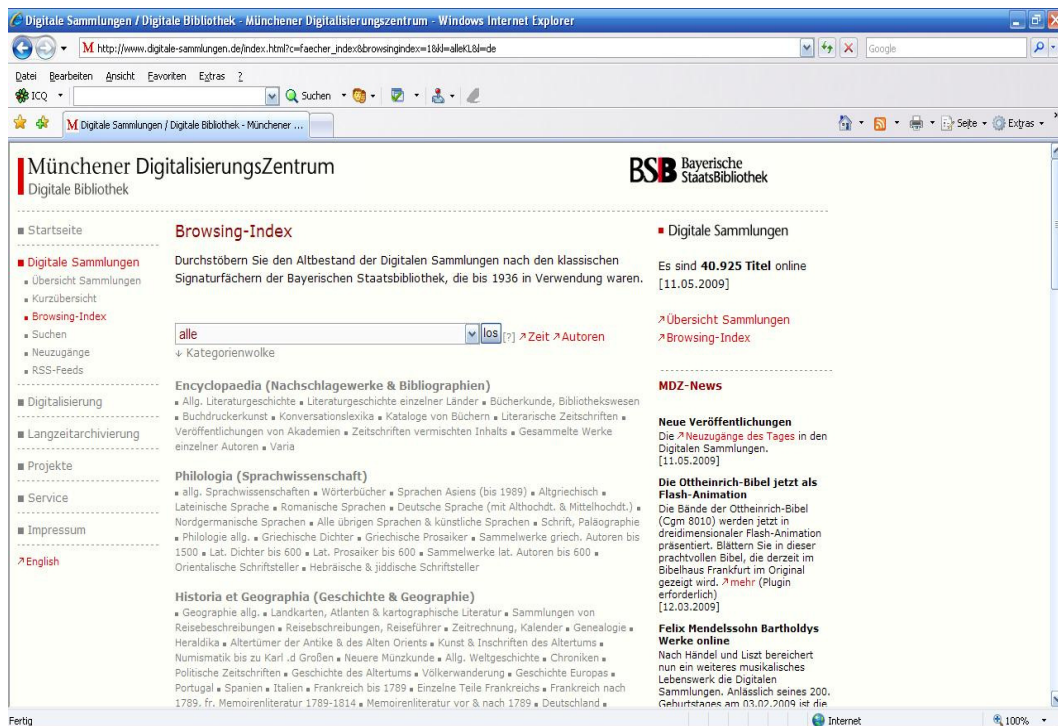 Digitale Sammlungen / Digitale Bibliothek - Münchener Digitalisierungszentrum - Windows Internet Explorer
M http://www.digitale-sammlungen.de/index.html?c=faecher_index&browsingindex=1&kl=alleKL&l=de
Google
Datei Bearbeiten Ansicht Favoriten Extras ?
ICQ Suchen
M Digitale Sammlungen / Digitale Bibliothek - Münchener ...
Seite Extras
Münchener DigitalisierungsZentrum
Digitale Bibliothek
BSB Bayerische
StaatsBibliothek
Startseite
Digitale Sammlungen
Übersicht Sammlungen
Kurzübersicht
Browsing-Index
Suchen
Neuzugänge
RSS-Feeds
Digitalisierung
Langzeitarchivierung
Projekte
Service
Impressum
English
Browsing-Index
Durchstöbern Sie den Altbestand der Digitalen Sammlungen nach den klassischen
Signaturfächern der Bayerischen Staatsbibliothek, die bis 1936 in Verwendung waren.
alle los [?] Zeit Autoren
Kategorienwolke
Encyclopaedia (Nachschlagewerke & Bibliographien)
Allg. Literaturgeschichte Literaturgeschichte einzelner Länder Bücherkunde, Bibliothekswesen
Buchdruckerkunst Konversationslexika Kataloge von Büchern Literarische Zeitschriften
Veröffentlichungen von Akademien Zeitschriften vermischten Inhalts Gesammelte Werke
einzelner Autoren Varia
Philologia (Sprachwissenschaft)
allg. Sprachwissenschaften Wörterbücher Sprachen Asiens (bis 1989) Altgriechisch
Lateinische Sprache Romanische Sprachen Deutsche Sprache (mit Althochdt. & Mittelhochdt.)
Nordgermanische Sprachen Alle übrigen Sprachen & künstliche Sprachen Schrift, Paläographie
Philologie allg. Griechische Dichter Griechische Prosaiker Sammelwerke griech. Autoren bis
1500 Lat. Dichter bis 600 Lat. Prosaiker bis 600 Sammelwerke lat. Autoren bis 600
Orientalische Schriftsteller Hebräische & jiddische Schriftsteller
Historia et Geographia (Geschichte & Geographie)
Geographie allg. Landkarten, Atlanten & kartographische Literatur Sammlungen von
Reisebeschreibungen Reisebschreibungen, Reiseführer Zeitrechnung, Kalender Genealogie
Heraldika Altertümer der Antike & des Alten Orients Kunst & Inschriften des Altertums
Numismatik bis zu Karl .d Großen Neuere Münzkunde Allg. Weltgeschichte Chroniken
Politische Zeitschriften Geschichte des Altertums Völkerwanderung Geschichte Europas
Portugal Spanien Italien Frankreich bis 1789 Einzelne Teile Frankreichs Frankreich nach
1789. fr. Memoirenliteratur 1789-1814 Memoirenliteratur vor & nach 1789 Deutschland
Digitale Sammlungen
Es sind 40.925 Titel online
[11.05.2009]
Übersicht Sammlungen
Browsing-Index
MDZ-News
Neue Veröffentlichungen
Die Neuzugänge des Tages in den
Digitalen Sammlungen.
[11.05.2009]
Die Ottheinrich-Bibel jetzt als
Flash-Animation
Die Bände der Ottheinrich-Bibel
(Cgm 8010) werden jetzt in
dreidimensionaler Flash-Animation
präsentiert. Blättern Sie in dieser
prachtvollen Bibel, die derzeit im
Bibelhaus Frankfurt im Original
gezeigt wird. mehr (Plugin
erforderlich)
[12.03.2009]
Felix Mendelssohn Bartholdys
Werke online
Nach Händel und Liszt bereichert
nun ein weiteres musikalisches
Lebenswerk die Digitalen
Sammlungen. Anlässlich seines 200.
Geburtstages am 03.02.2009 ist die
Fertig
Internet
100%